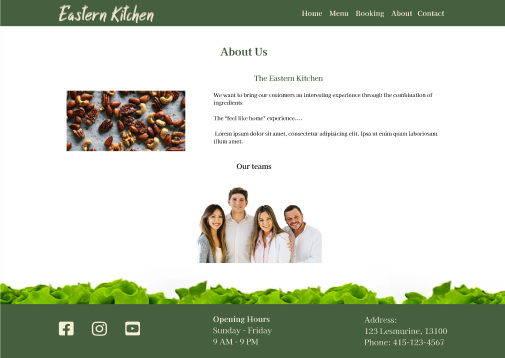 Eastern Kitchen
Home Menu Booking About Contact
About Us
The Eastern Kitchen
We want to bring our customers an interesting experience through the combination of
ingredients
The "feel like home" experience....
Lorem ipsum dolor sit amet, consectetur adipisicing elit. Ipsa ut enim quam laboriosam
illum amet.
Our teams
Opening Hours
Sunday - Friday
9 AM - 9 PM
Address:
123 Lesmurine, 13100
Phone: 415-123-4567